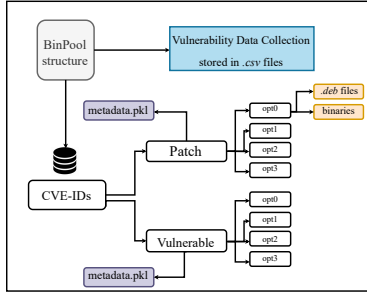 BinPool
structure
Vulnerability Data Collection
stored in .csv files
.deb files
metadata.pkl
opt0
binaries
opt1
Patch
opt2
opt3
CVE-IDs
opt0
opt1
Vulnerable
opt2
opt3
metadata.pkl